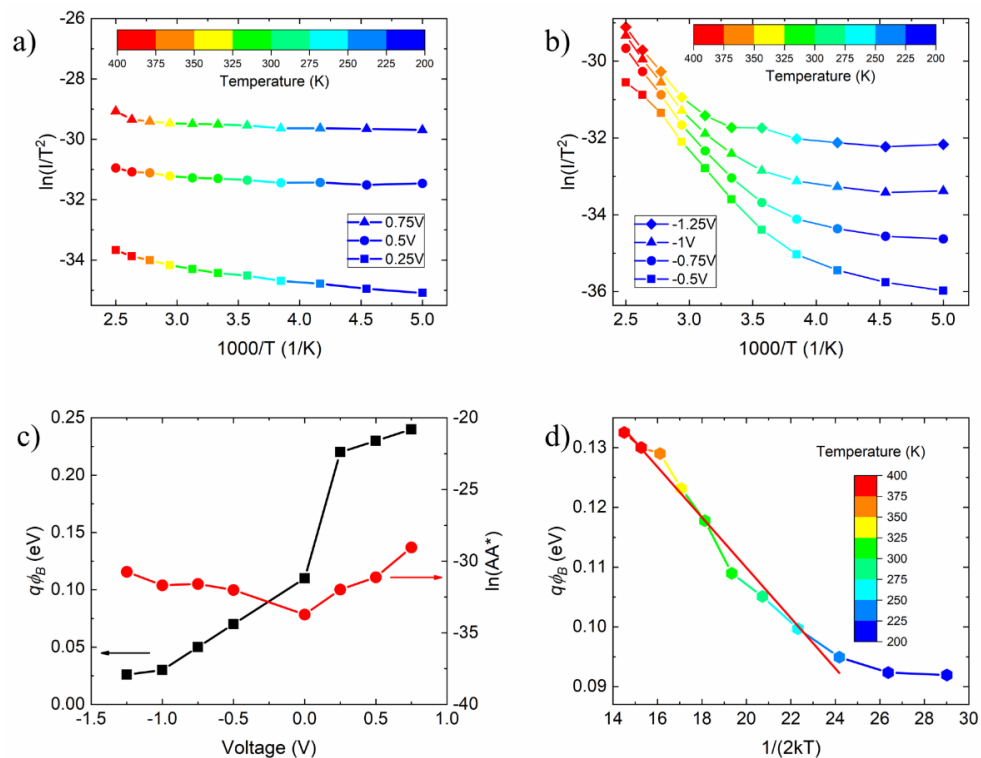 a)
400 375 350 325 300 275 250 225 200
Temperature (K)
-26
-28
-30
-32
-34
ln(I/T²)
0.75V
0.5V
0.25V
2.5 3.0 3.5 4.0 4.5 5.0
1000/T (1/K)
b)
400 375 350 325 300 275 250 225 200
Temperature (K)
-30
-32
-34
-36
ln(I/T²)
-1.25V
-1V
-0.75V
-0.5V
2.5 3.0 3.5 4.0 4.5 5.0
1000/T (1/K)
c)
0.25
0.20
0.15
0.10
0.05
0.00
qϕB (eV)
-20
-25
-30
-35
-40
ln(AA*)
-1.5 -1.0 -0.5 0.0 0.5 1.0
Voltage (V)
d)
Temperature (K)
400
375
350
325
300
275
250
225
200
0.13
0.12
0.11
0.10
0.09
qϕB (eV)
14 16 18 20 22 24 26 28 30
1/(2kT)